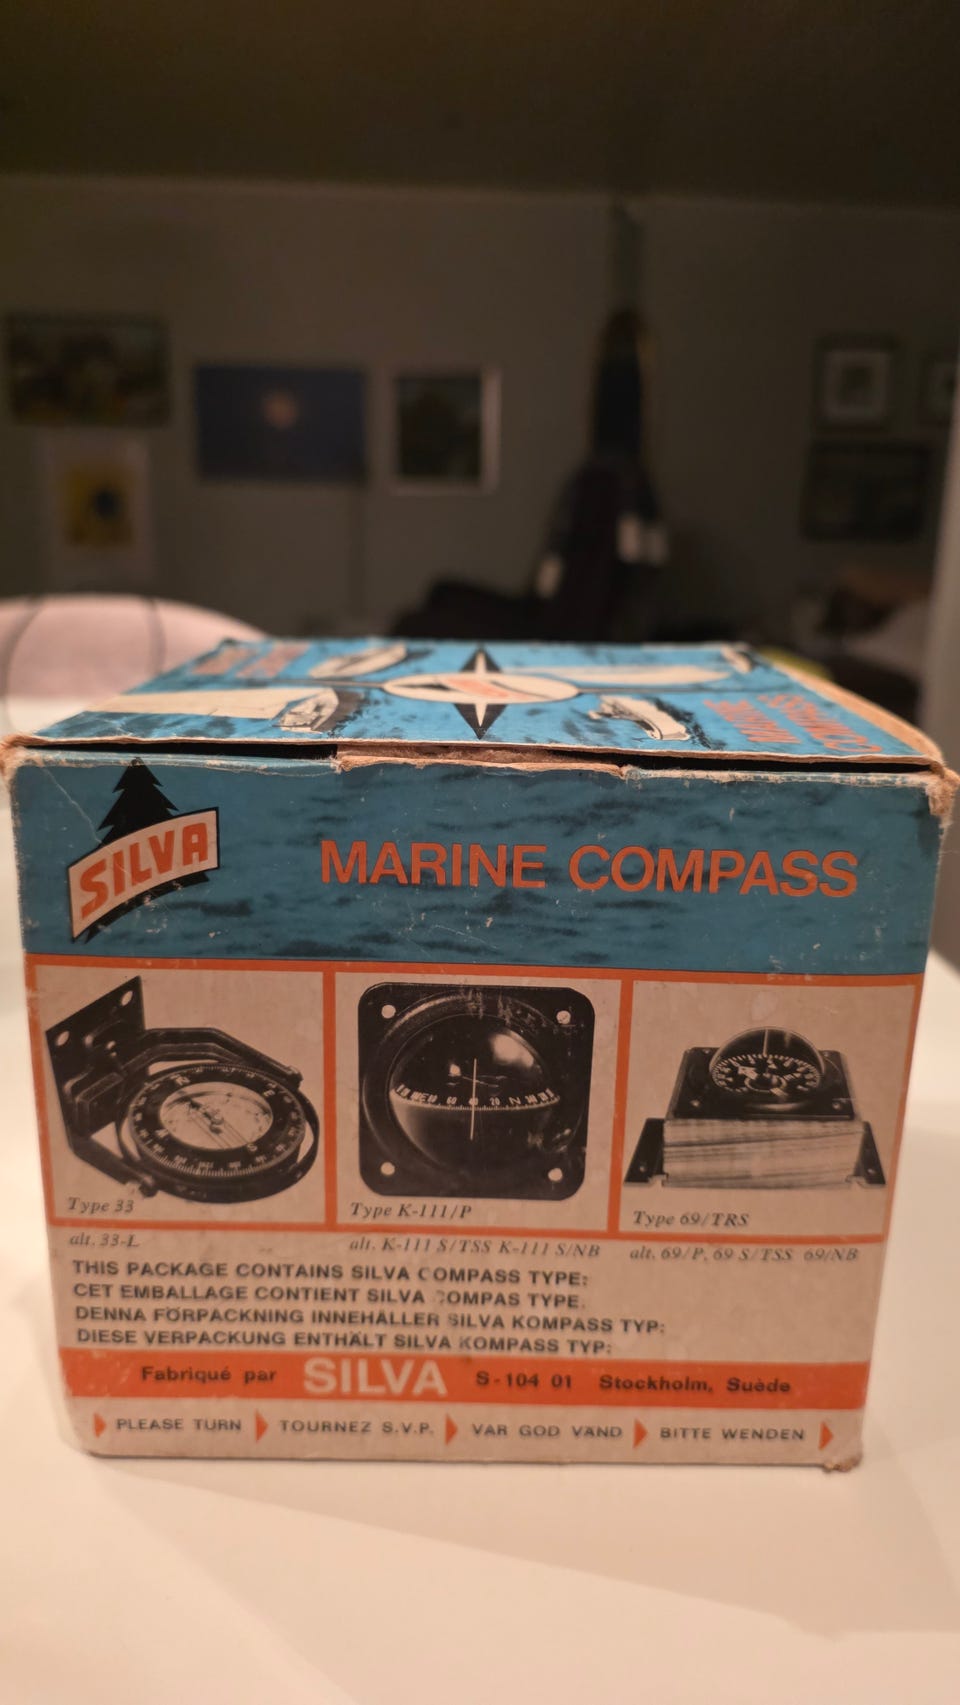 MARINE
COMPASS
SILVA
MARINE COMPASS
Type 33
alt. 33-L
Type K-111/P
alt. K-111 S/TSS K-111 S/NB
Type 69/TRS
alt. 69/P, 69 S/TSS 69/NB
THIS PACKAGE CONTAINS SILVA COMPASS TYPE:
CET EMBALLAGE CONTIENT SILVA COMPAS TYPE.
DENNA FÖRPACKNING INNEHÅLLER SILVA KOMPASS TYP:
DIESE VERPACKUNG ENTHÄLT SILVA KOMPASS TYP:
Fabriqué par SILVA S-104 01 Stockholm, Suède
PLEASE TURN TOURNEZ S.V.P. VAR GOD VÄND BITTE WENDEN